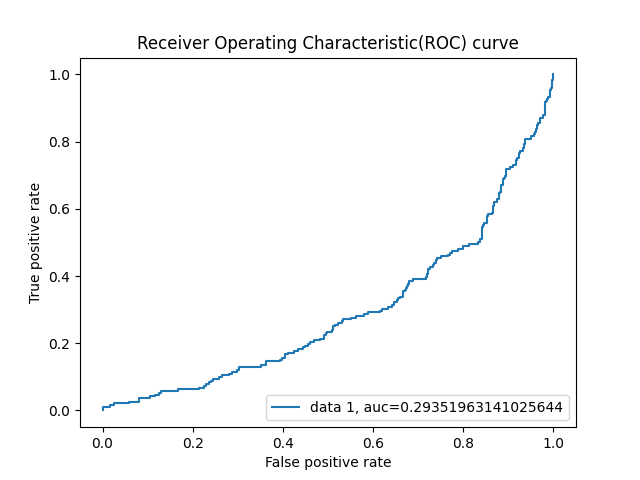 Receiver Operating Characteristic(ROC) curve
True positive rate
1.0
0.8
0.6
0.4
0.2
0.0
data 1, auc=0.29351963141025644
0.0 0.2 0.4 0.6 0.8 1.0
False positive rate